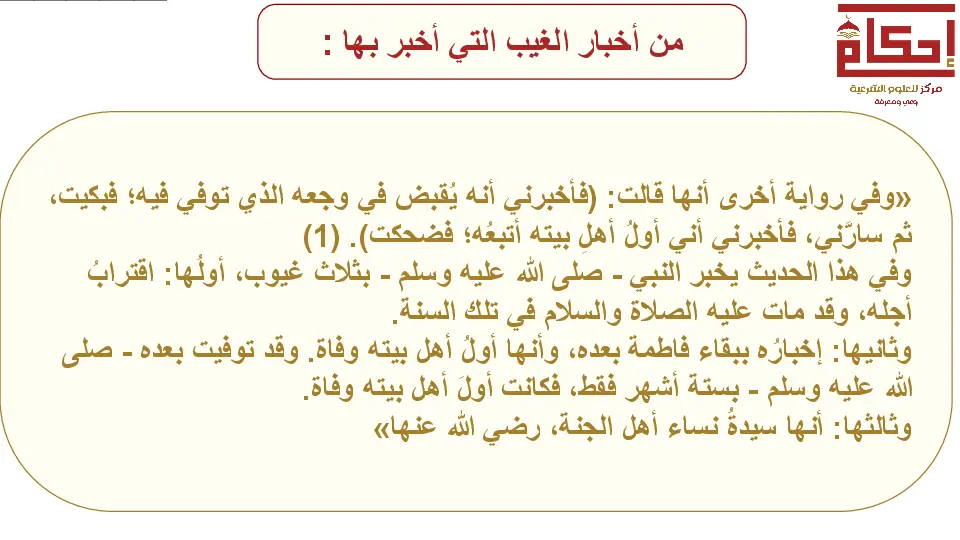 من أخبار الغيب التي أخبر بها :
إحكام
مركز للعلوم الشرعية
وعي ومعرفة
«وفي رواية أخرى أنها قالت: (فأخبرني أنه يُقبض في وجعه الذي توفي فيه؛ فبكيت،
ثم سارَّني، فأخبرني أني أولُ أهلِ بيته أتبعُه؛ فضحكت). (1)
وفي هذا الحديث يخبر النبي - صلى الله عليه وسلم - بثلاث غيوب، أولُها: اقترابُ
أجله، وقد مات عليه الصلاة والسلام في تلك السنة.
وثانيها: إخبارُه ببقاء فاطمة بعده، وأنها أولُ أهل بيته وفاة. وقد توفيت بعده - صلى
الله عليه وسلم - بستة أشهر فقط، فكانت أولَ أهل بيته وفاة.
وثالثها: أنها سيدةُ نساء أهل الجنة، رضي الله عنها»